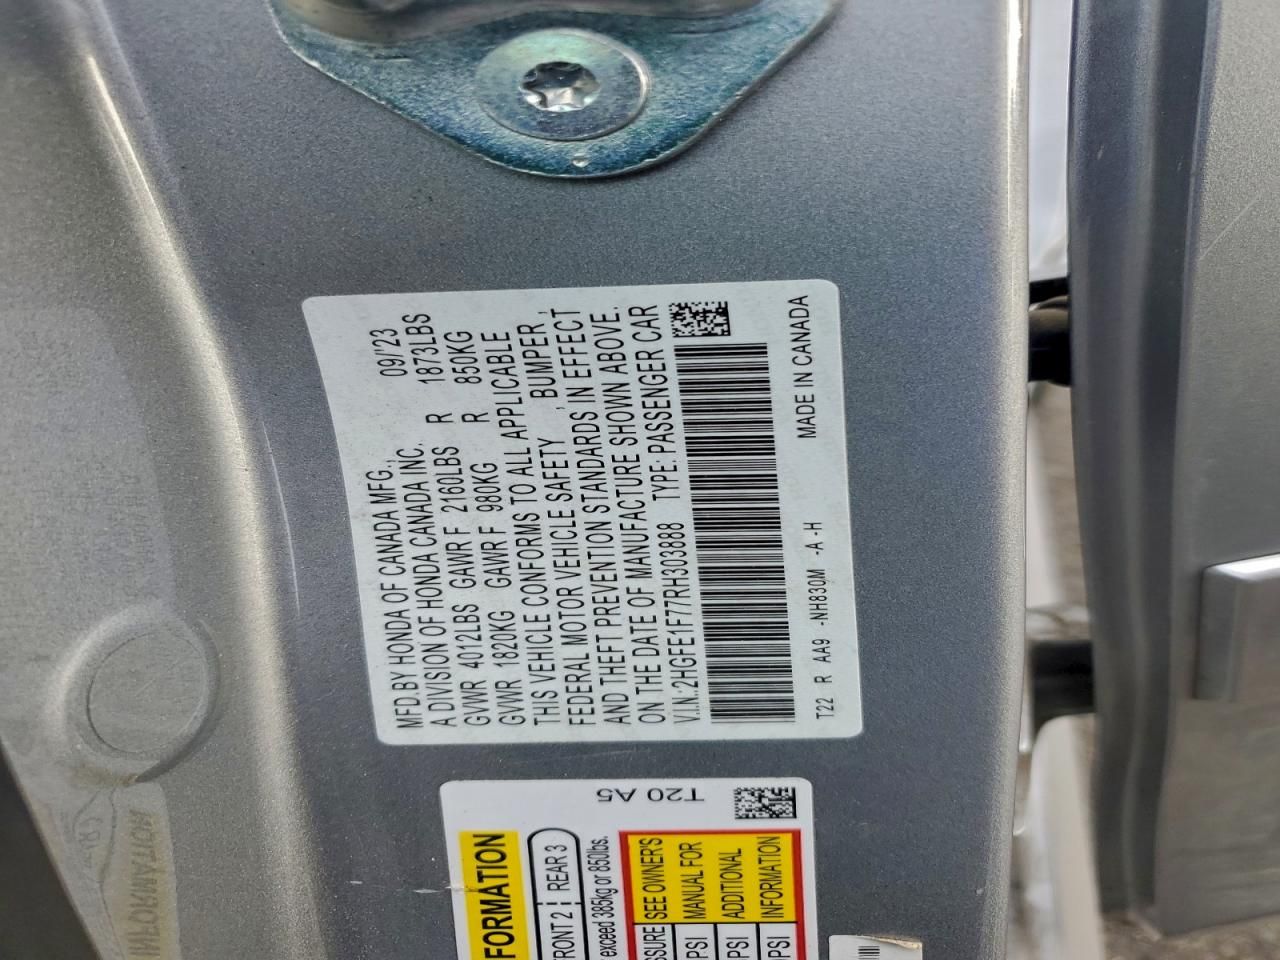 MFD BY HONDA OF CANADA MFG., 09/'23
A DIVISION OF HONDA CANADA INC.
GVWR 4012LBS GAWR F 2160LBS R 1873LBS
GVWR 1820KG GAWR F 980KG R 850KG
THIS VEHICLE CONFORMS TO ALL APPLICABLE
FEDERAL MOTOR VEHICLE SAFETY , BUMPER ,
AND THEFT PREVENTION STANDARDS IN EFFECT
ON THE DATE OF MANUFACTURE SHOWN ABOVE.
V.I.N.:2HGFE1F77RH303888 TYPE: PASSENGER CAR
T22 R AA9 -NH830M -A -H MADE IN CANADA
T20 A5
FORMATION
FRONT 2 REAR 3
exceed 385kg or 850lbs.
SSURE SEE OWNER'S
PSI MANUAL FOR
PSI ADDITIONAL
PSI INFORMATION
INFORMATION